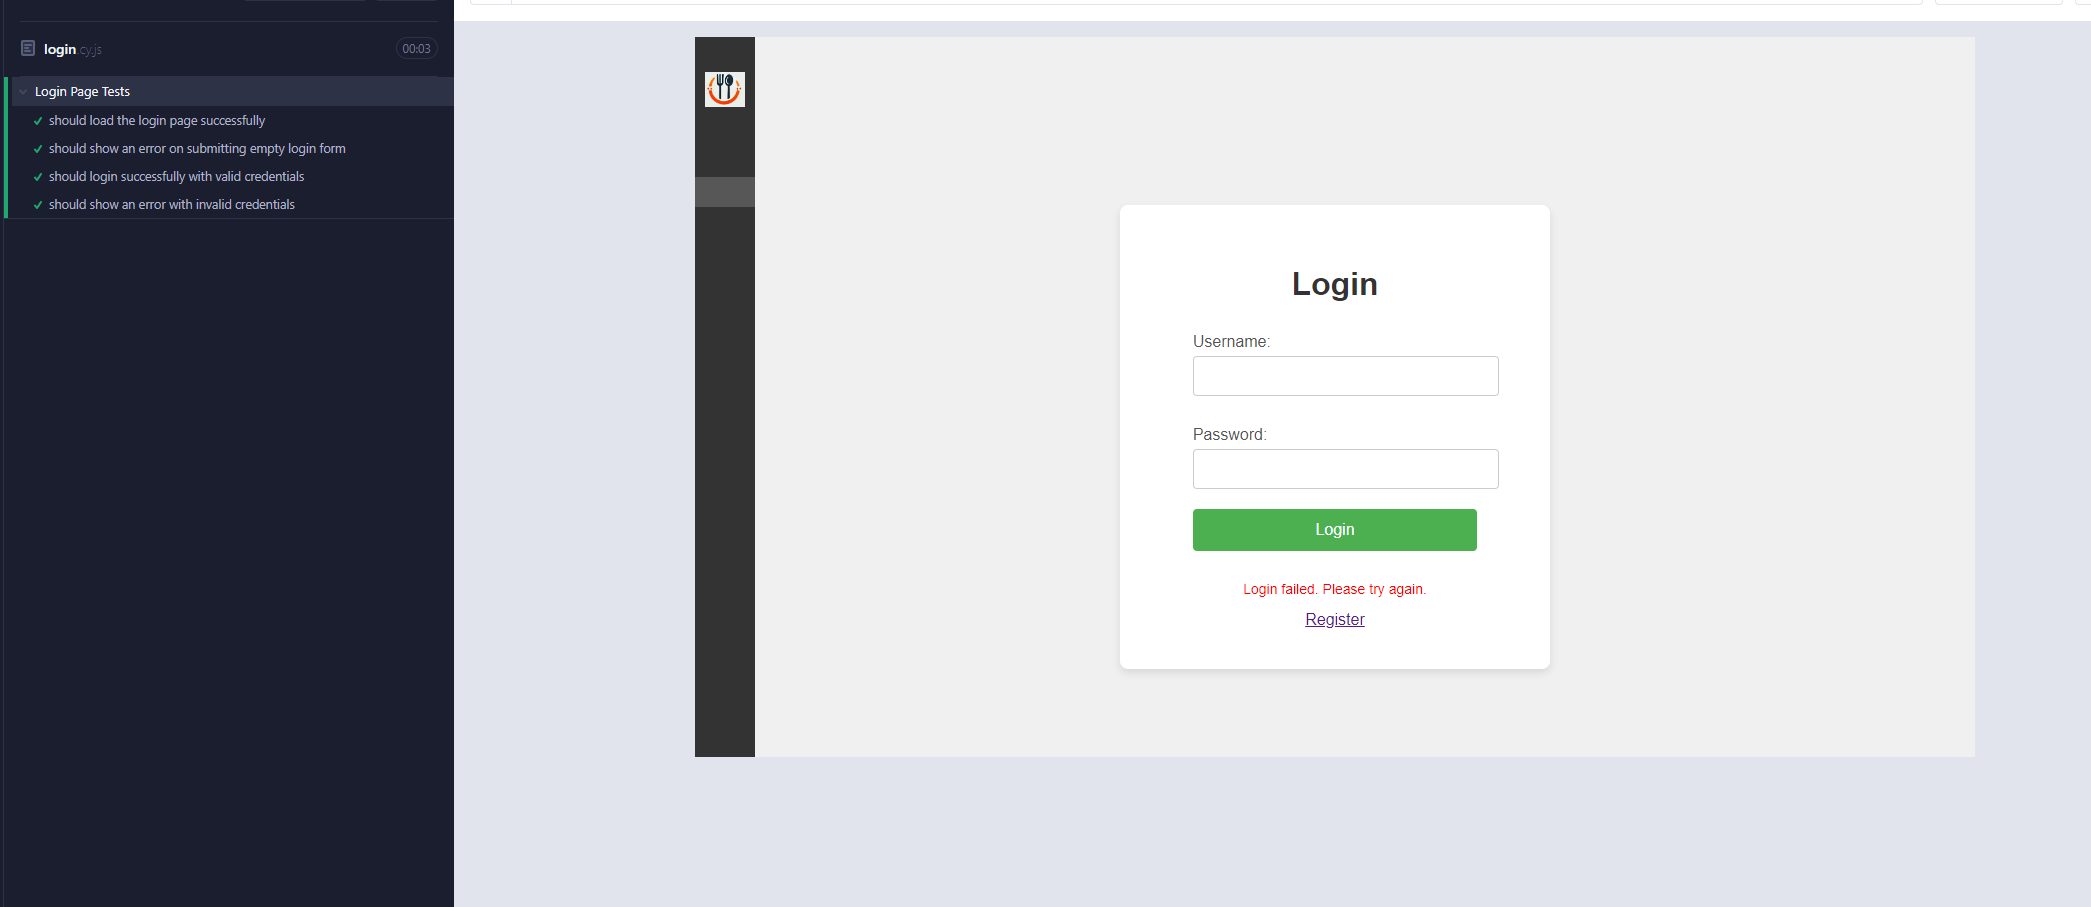 login.cy.js
00:03
Login Page Tests
should load the login page successfully
should show an error on submitting empty login form
should login successfully with valid credentials
should show an error with invalid credentials
Login
Username:
Password:
Login
Login failed. Please try again.
Register